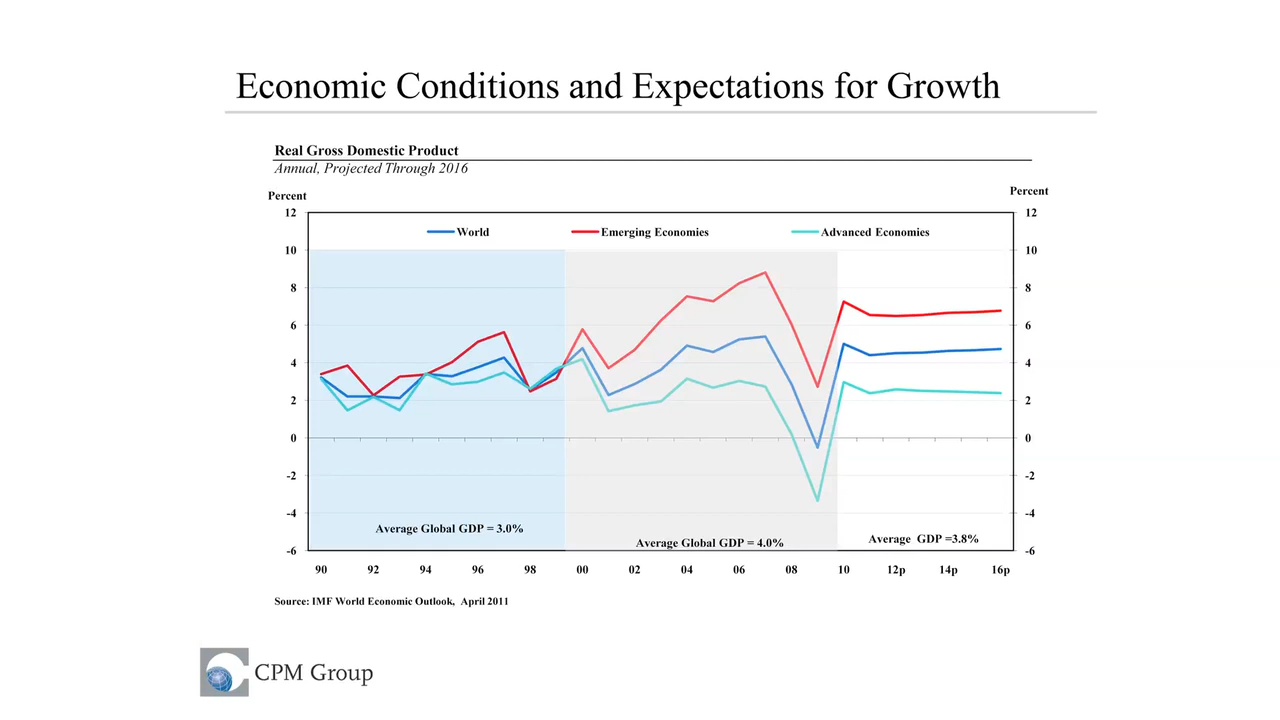 Economic Conditions and Expectations for Growth
Real Gross Domestic Product
Annual, Projected Through 2016
Percent Percent
12 12
World Emerging Economies Advanced Economies
10 10
8 8
6 6
4 4
2 2
0 0
-2 -2
-4 -4
Average Global GDP = 3.0%
Average Global GDP = 4.0%
Average GDP =3.8%
-6 -6
90 92 94 96 98 00 02 04 06 08 10 12p 14p 16p
Source: IMF World Economic Outlook, April 2011
CPM Group